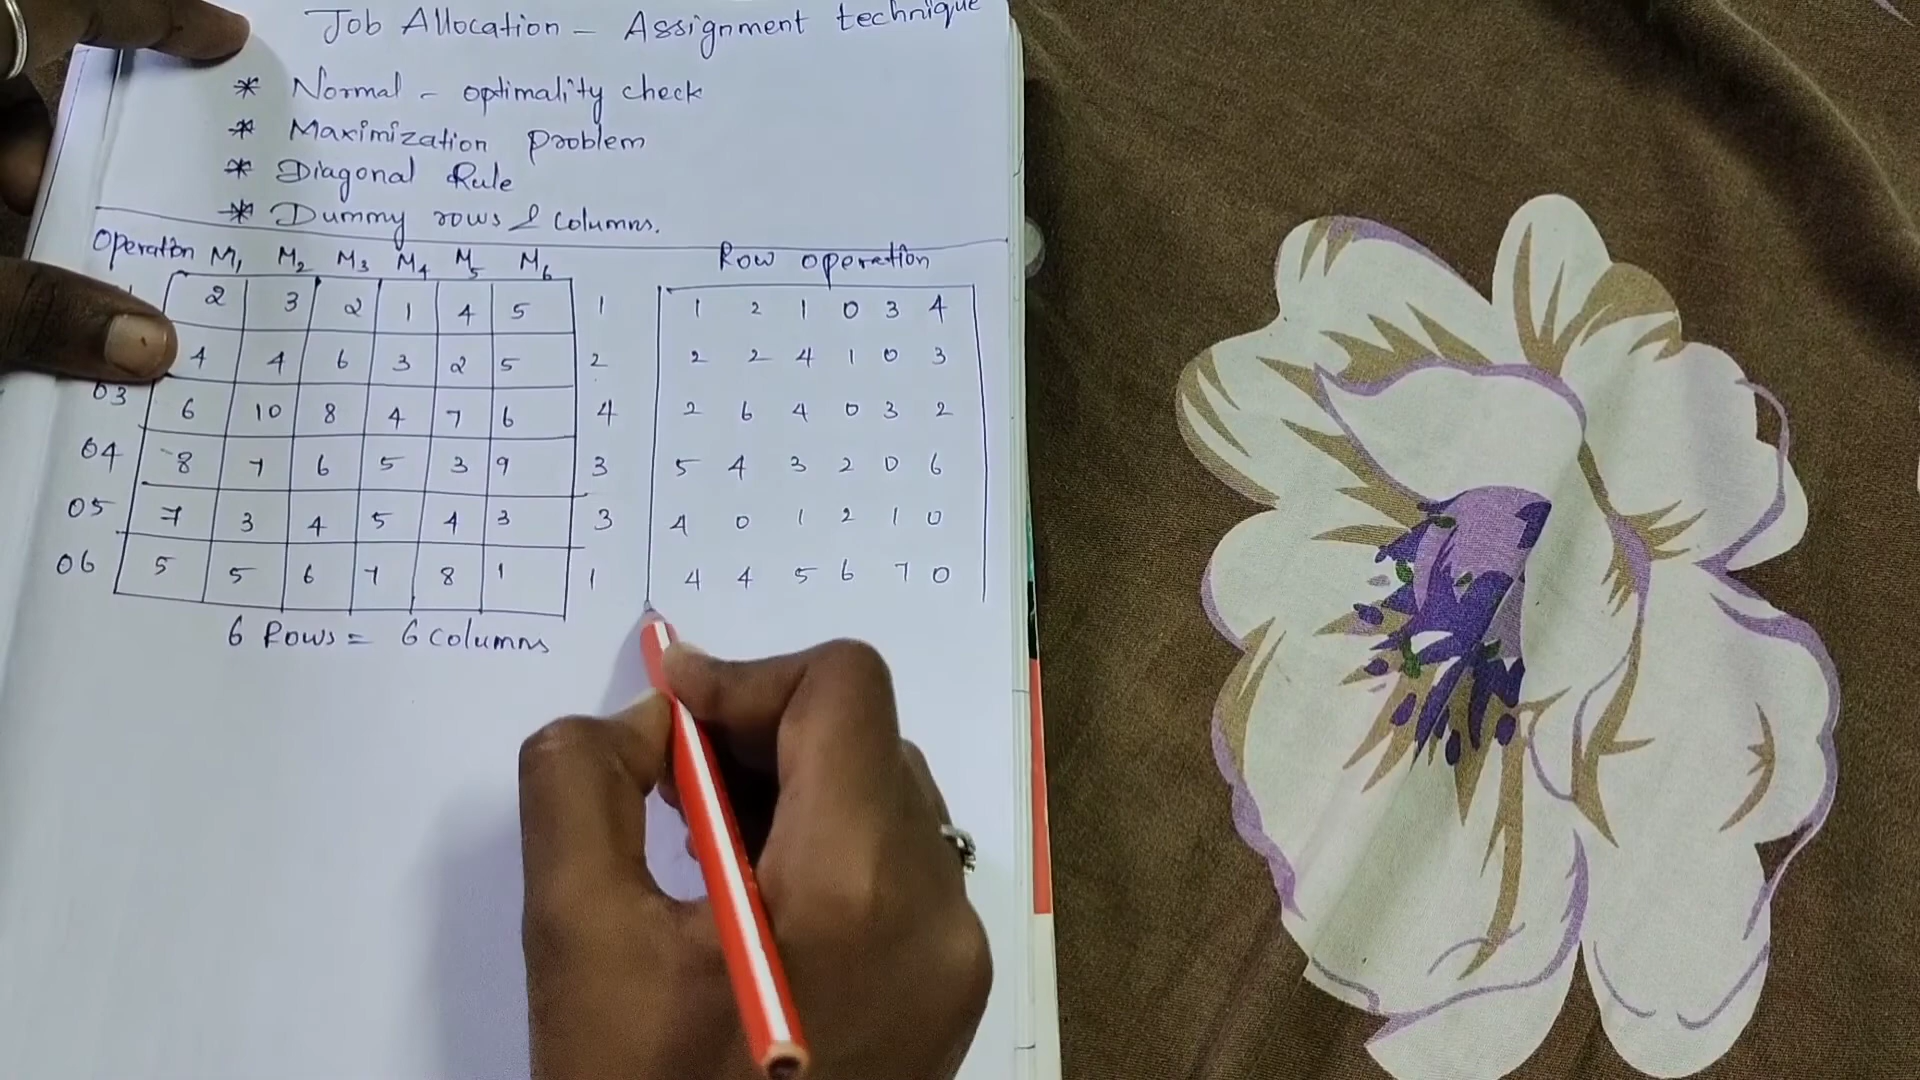 Job Allocation - Assignment technique
* Normal - optimality check
* Maximization problem
* Diagonal Rule
* Dummy rows & columns.
Operation M1 M2 M3 M4 M5 M6
2 3 2 1 4 5 1
4 4 6 3 2 5 2
03 6 10 8 4 7 6 4
04 8 7 6 5 3 9 3
05 7 3 4 5 4 3 3
06 5 5 6 7 8 1 1
6 Rows = 6 columns
Row operation
1 2 1 0 3 4
2 2 4 1 0 3
2 6 4 0 3 2
5 4 3 2 0 6
4 0 1 2 1 0
4 4 5 6 7 0